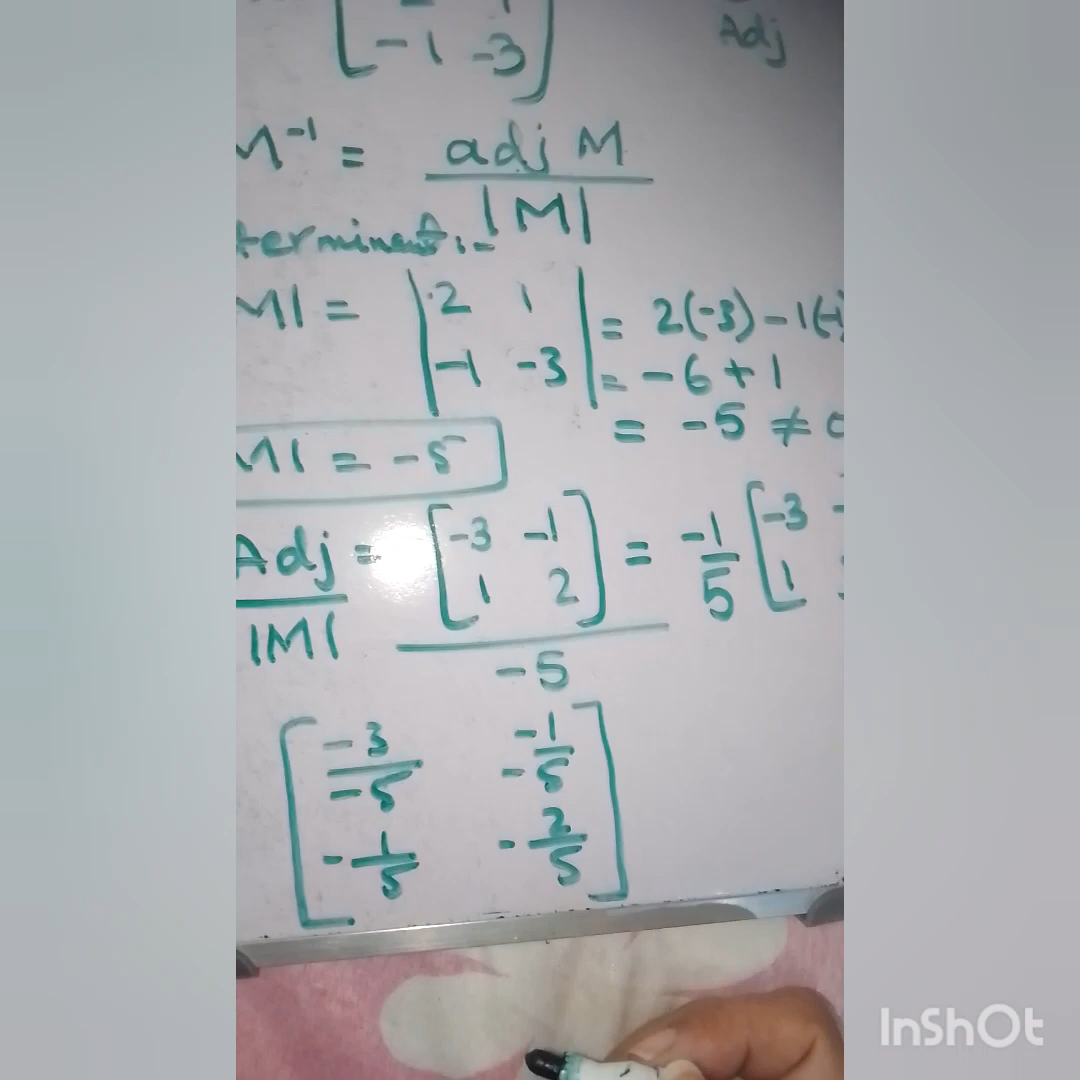 -1 -3
Adj
M⁻¹ = adj M / |M|
terminant:-
M| = |2 1 = 2(-3) - 1(-1)
-1 -3| = -6 + 1
= -5 ≠ 0
M| = -5
Adj / |M| = [-3 -1 = -1/5 [-3 -
1 2] / -5 1
[-3/-5 -1/-5
-1/5 -2/5]
InShOt